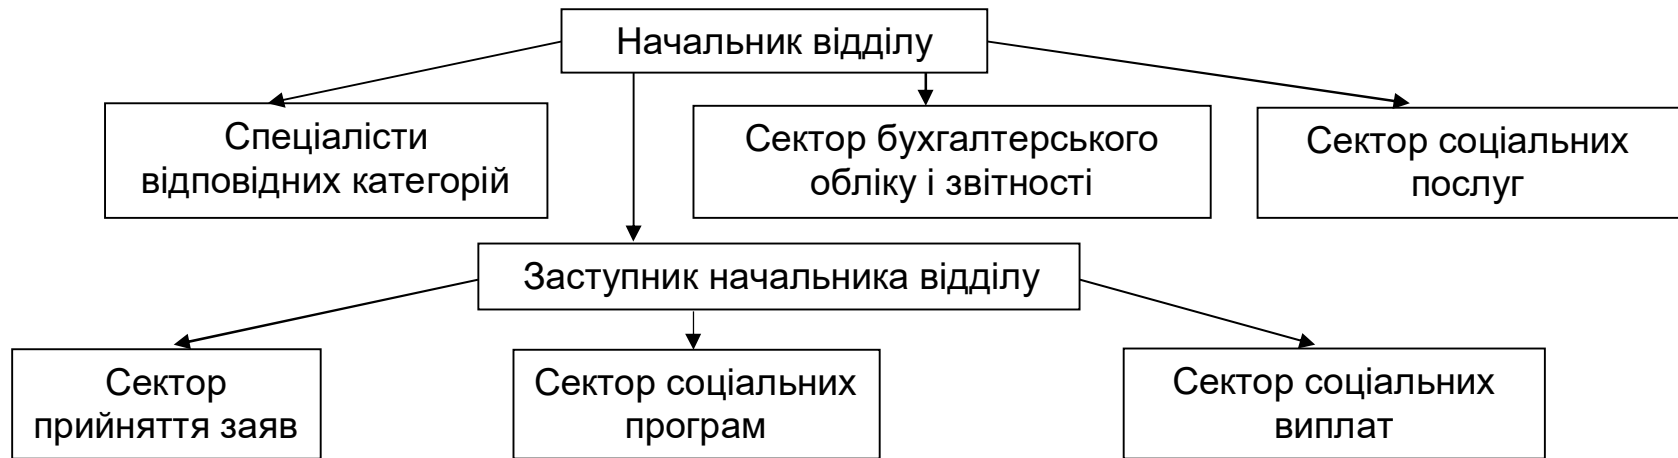 Начальник відділу
Спеціалісти
відповідних категорій
Сектор бухгалтерського
обліку і звітності
Сектор соціальних
послуг
Заступник начальника відділу
Сектор
прийняття заяв
Сектор соціальних
програм
Сектор соціальних
виплат